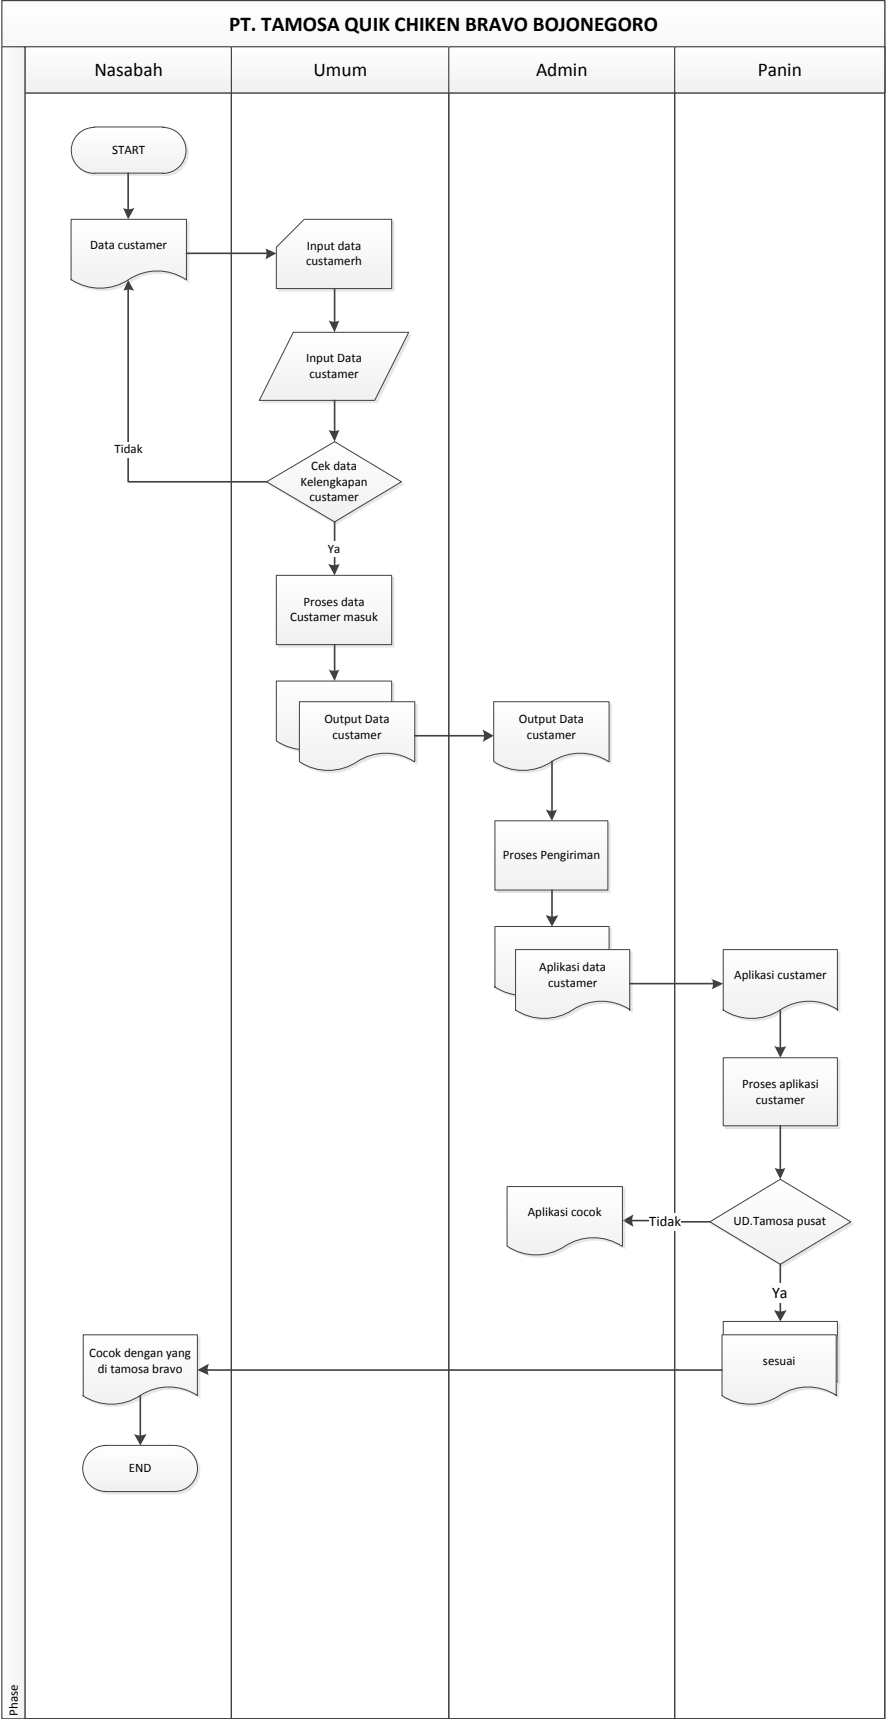 PT. TAMOSA QUIK CHIKEN BRAVO BOJONEGORO
Nasabah
Umum
Admin
Panin
START
Data custamer
Input data
custamerh
Input Data
custamer
Tidak
Cek data
Kelengkapan
custamer
Ya
Proses data
Custamer masuk
Output Data
custamer
Output Data
custamer
Proses Pengiriman
Aplikasi data
custamer
Aplikasi custamer
Proses aplikasi
custamer
Aplikasi cocok
Tidak
UD.Tamosa pusat
Ya
Cocok dengan yang
di tamosa bravo
sesuai
END
Phase